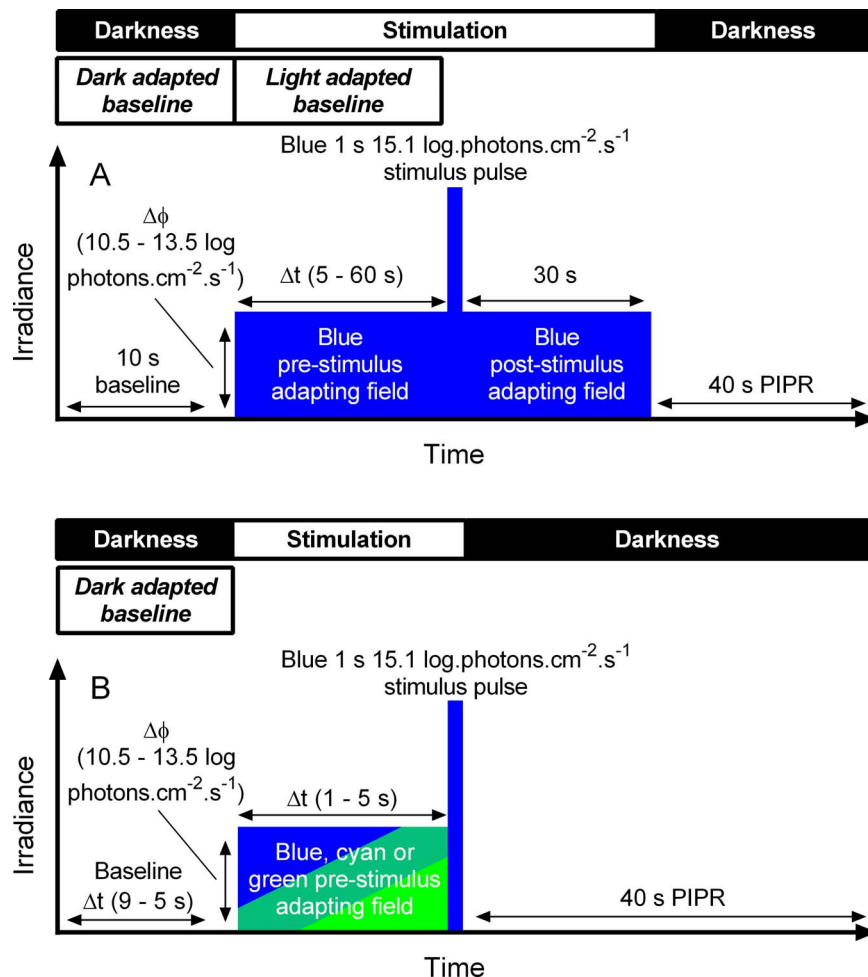 Darkness
Stimulation
Darkness
Dark adapted
baseline
Light adapted
baseline
Blue 1 s 15.1 log.photons.cm⁻².s⁻¹
stimulus pulse
A
Δϕ
(10.5 - 13.5 log
photons.cm⁻².s⁻¹)
Δt (5 - 60 s)
30 s
Irradiance
10 s
baseline
Blue
pre-stimulus
adapting field
Blue
post-stimulus
adapting field
40 s PIPR
Time
Darkness
Stimulation
Darkness
Dark adapted
baseline
Blue 1 s 15.1 log.photons.cm⁻².s⁻¹
stimulus pulse
B
Δϕ
(10.5 - 13.5 log
photons.cm⁻².s⁻¹)
Δt (1 - 5 s)
Irradiance
Baseline
Δt (9 - 5 s)
Blue, cyan or
green pre-stimulus
adapting field
40 s PIPR
Time